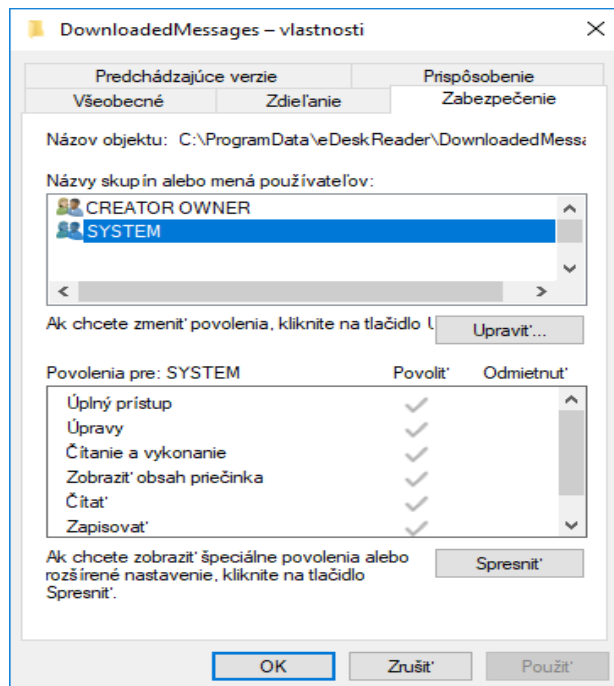 DownloadedMessages – vlastnosti
Predchádzajúce verzie
Prispôsobenie
Všeobecné
Zdieľanie
Zabezpečenie
Názov objektu: C:\ProgramData\eDeskReader\DownloadedMessa
Názvy skupín alebo mená používateľov:
CREATOR OWNER
SYSTEM
Ak chcete zmeniť povolenia, kliknite na tlačidlo U
Upraviť...
Povolenia pre: SYSTEM
Povoliť
Odmietnuť
Úplný prístup
Úpravy
Čítanie a vykonanie
Zobraziť obsah priečinka
Čítať
Zapisovať
Ak chcete zobraziť špeciálne povolenia alebo
rozšírené nastavenie, kliknite na tlačidlo
Spresniť.
Spresniť
OK
Zrušiť
Použiť